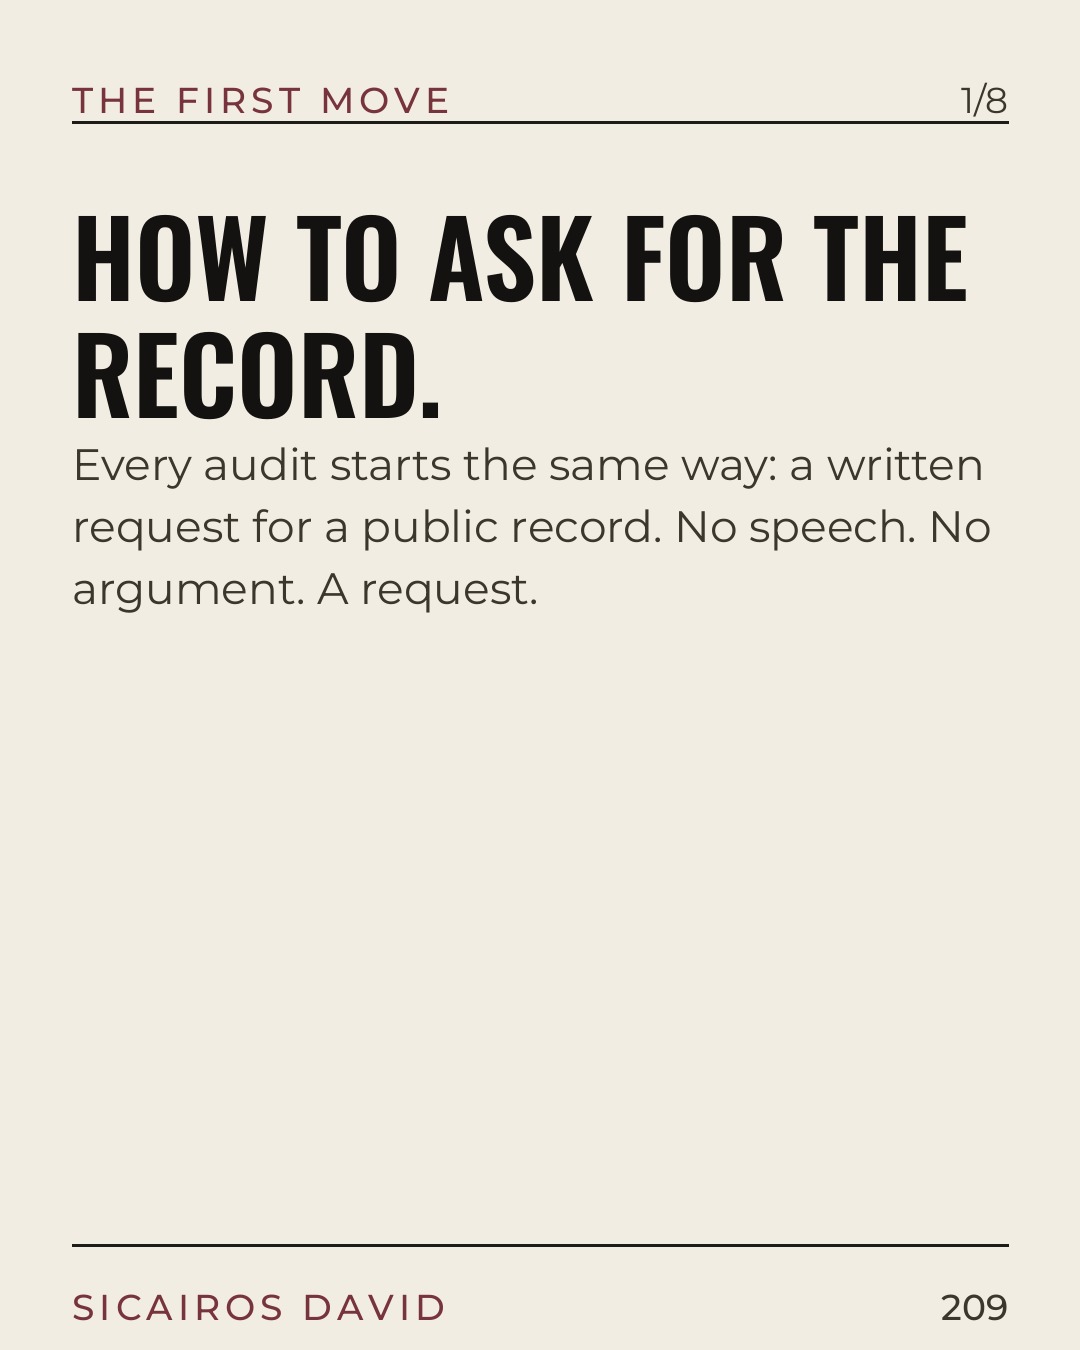 THE FIRST MOVE 1/8
HOW TO ASK FOR THE
RECORD.
Every audit starts the same way: a written
request for a public record. No speech. No
argument. A request.
SICAIROS DAVID 209